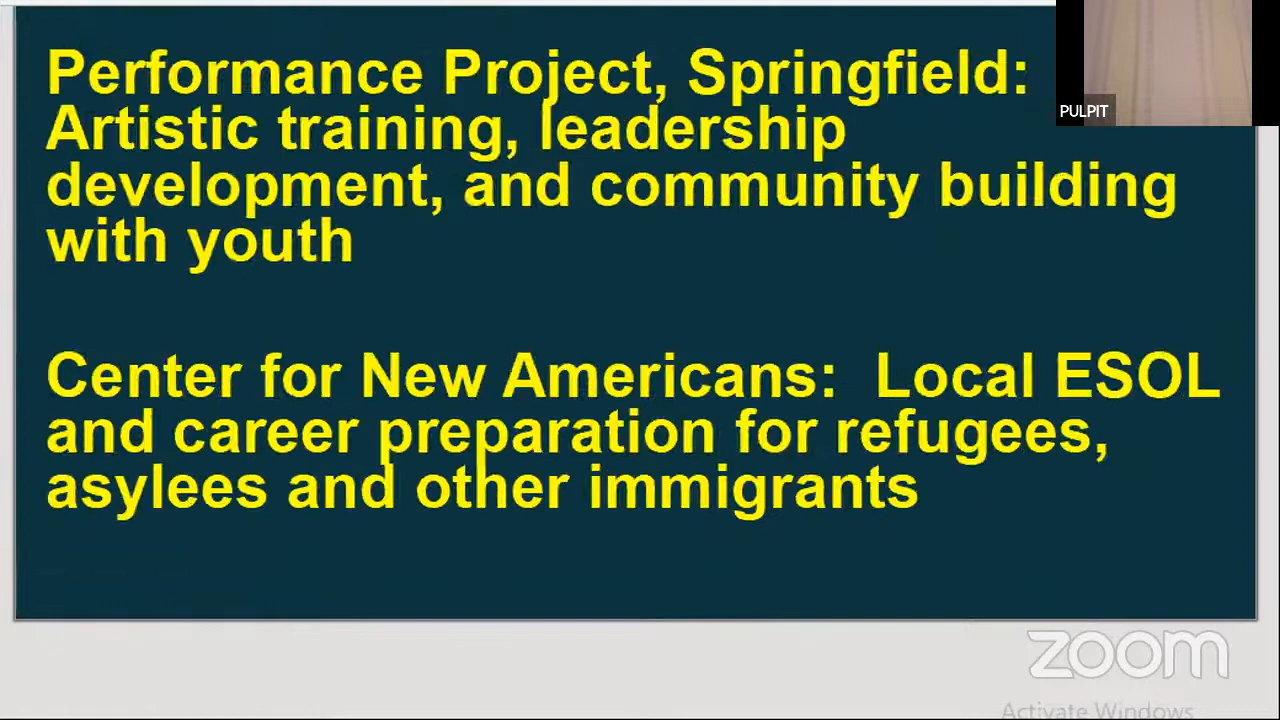 Performance Project, Springfield:
Artistic training, leadership
development, and community building
with youth
Center for New Americans:  Local ESOL
and career preparation for refugees,
asylees and other immigrants
PULPIT
zoom
Activate Windows